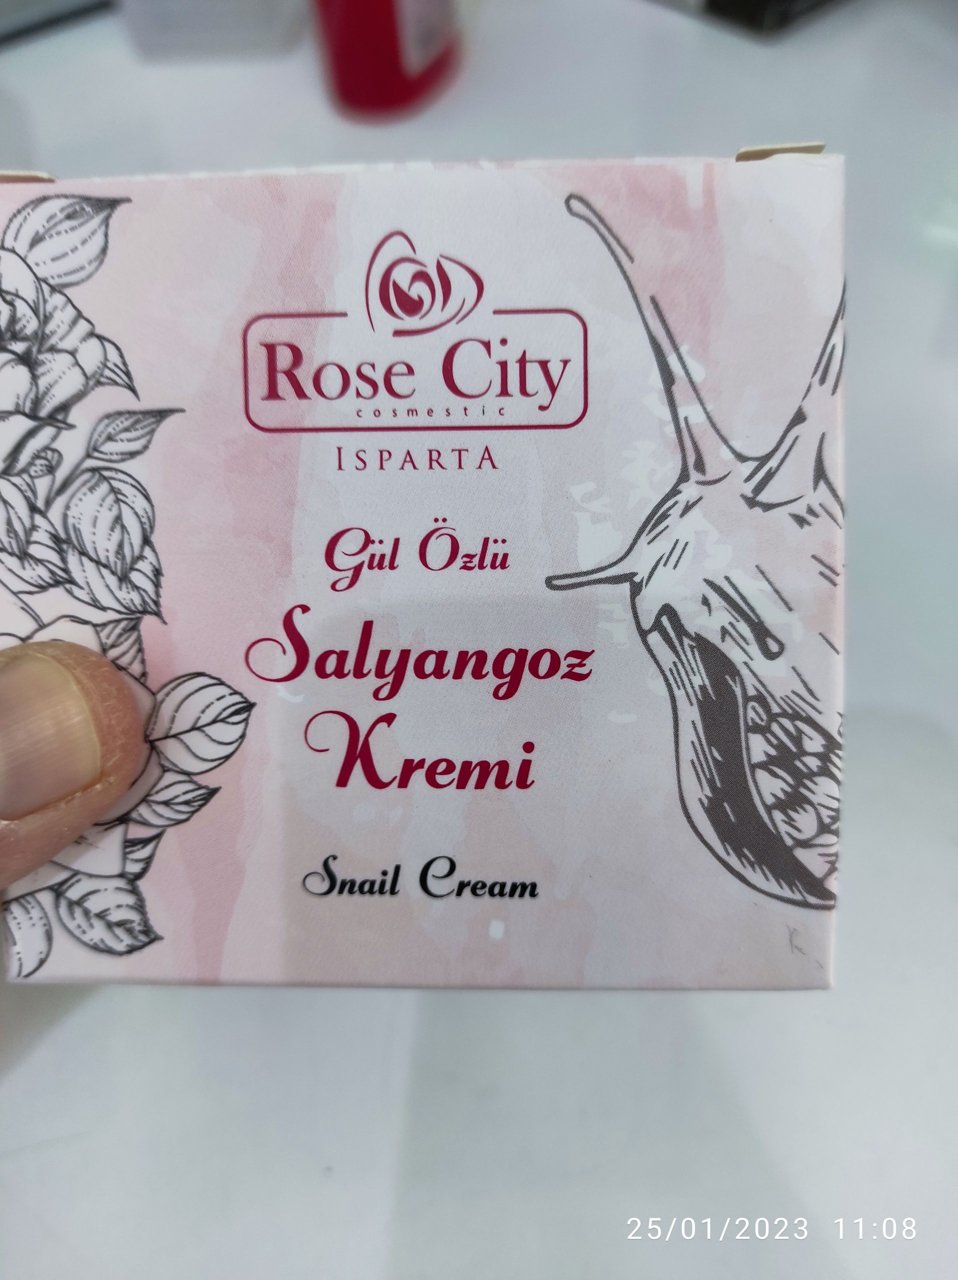 Rose City
cosmestic
ISPARTA
Gül Özlü
Salyangoz
Kremi
Snail Cream
25/01/2023 11:08